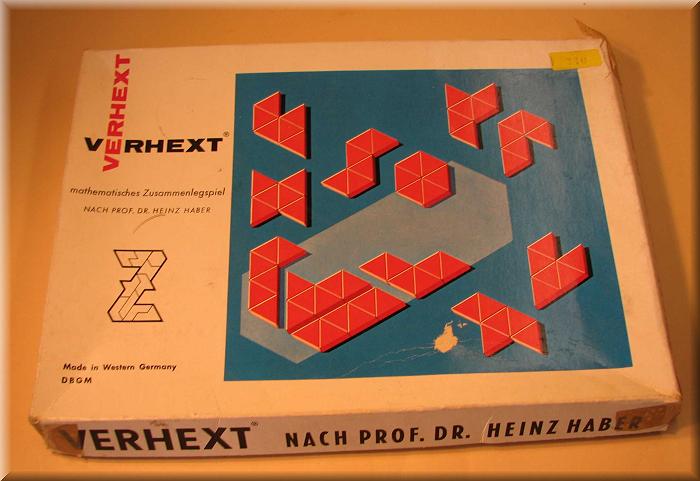 VERHEXT
VERHEXT®
mathematisches Zusammenlegspiel
NACH PROF. DR. HEINZ HABER
Made in Western Germany
DBGM
VERHEXT® NACH PROF. DR. HEINZ HABER